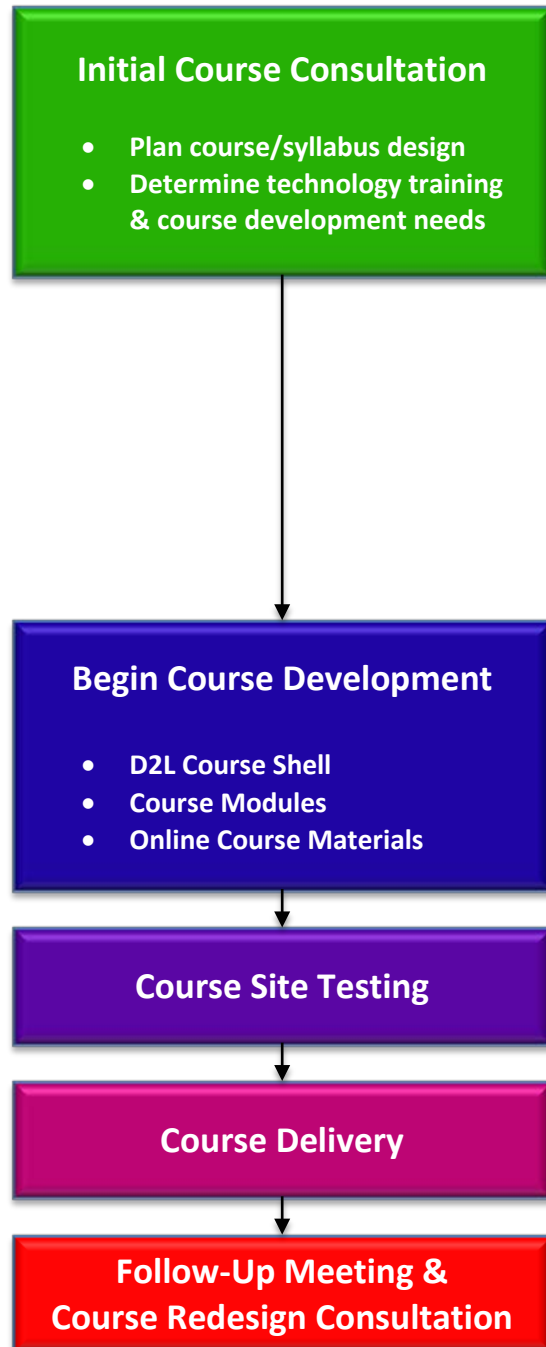 Initial Course Consultation
• Plan course/syllabus design
• Determine technology training
& course development needs
Begin Course Development
• D2L Course Shell
• Course Modules
• Online Course Materials
Course Site Testing
Course Delivery
Follow-Up Meeting &
Course Redesign Consultation